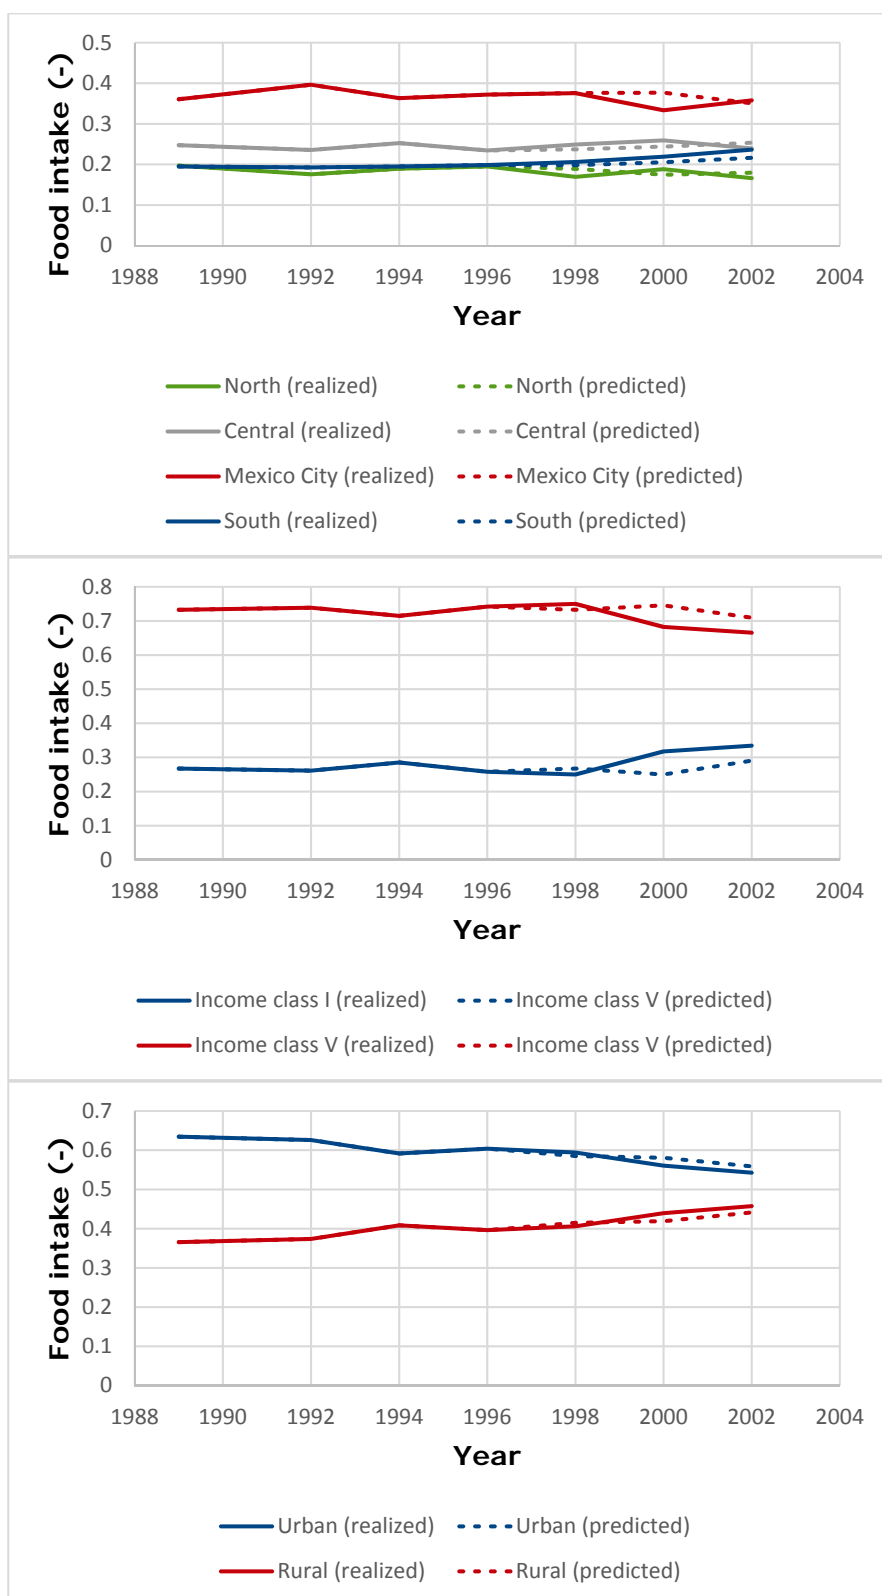 0.5
0.4
0.3
0.2
0.1
0
Food intake (-)
1988 1990 1992 1994 1996 1998 2000 2002 2004
Year
North (realized) North (predicted)
Central (realized) Central (predicted)
Mexico City (realized) Mexico City (predicted)
South (realized) South (predicted)
0.8
0.7
0.6
0.5
0.4
0.3
0.2
0.1
0
Food intake (-)
1988 1990 1992 1994 1996 1998 2000 2002 2004
Year
Income class I (realized) Income class V (predicted)
Income class V (realized) Income class V (predicted)
0.7
0.6
0.5
0.4
0.3
0.2
0.1
0
Food intake (-)
1988 1990 1992 1994 1996 1998 2000 2002 2004
Year
Urban (realized) Urban (predicted)
Rural (realized) Rural (predicted)